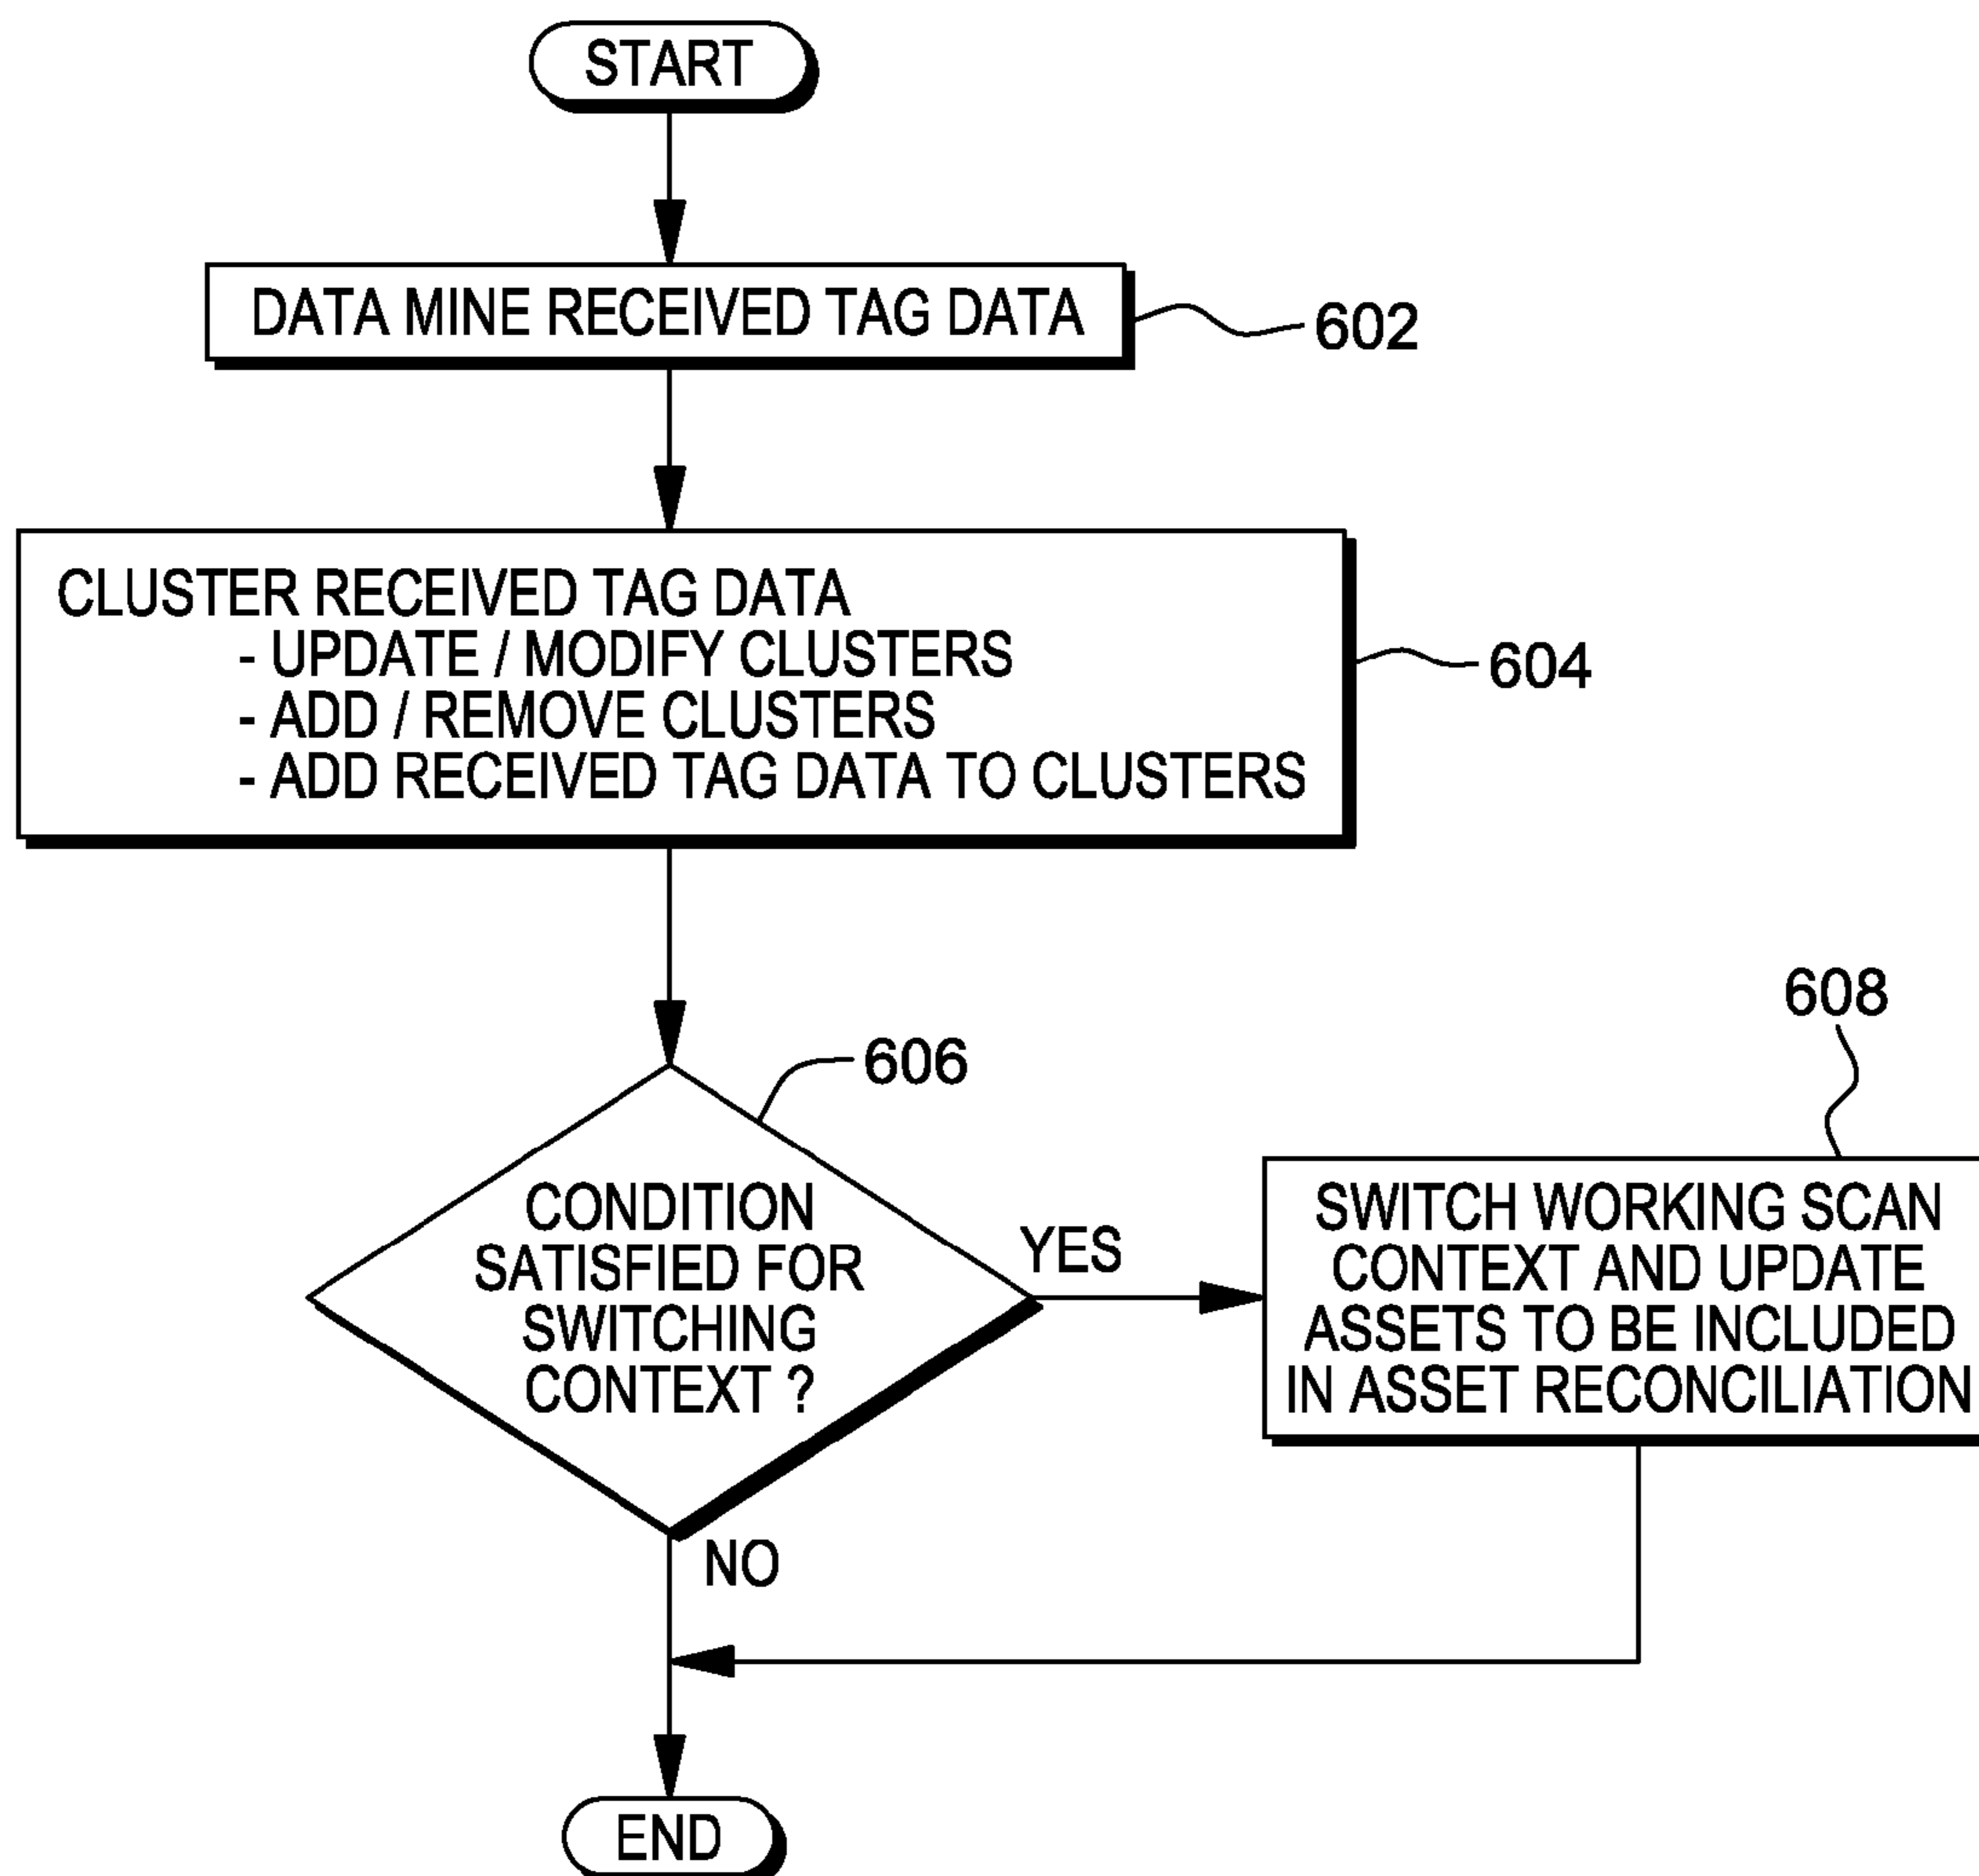 START
DATA MINE RECEIVED TAG DATA
602
CLUSTER RECEIVED TAG DATA
- UPDATE / MODIFY CLUSTERS
- ADD / REMOVE CLUSTERS
- ADD RECEIVED TAG DATA TO CLUSTERS
604
606
CONDITION
SATISFIED FOR
SWITCHING
CONTEXT ?
YES
608
SWITCH WORKING SCAN
CONTEXT AND UPDATE
ASSETS TO BE INCLUDED
IN ASSET RECONCILIATION
NO
END